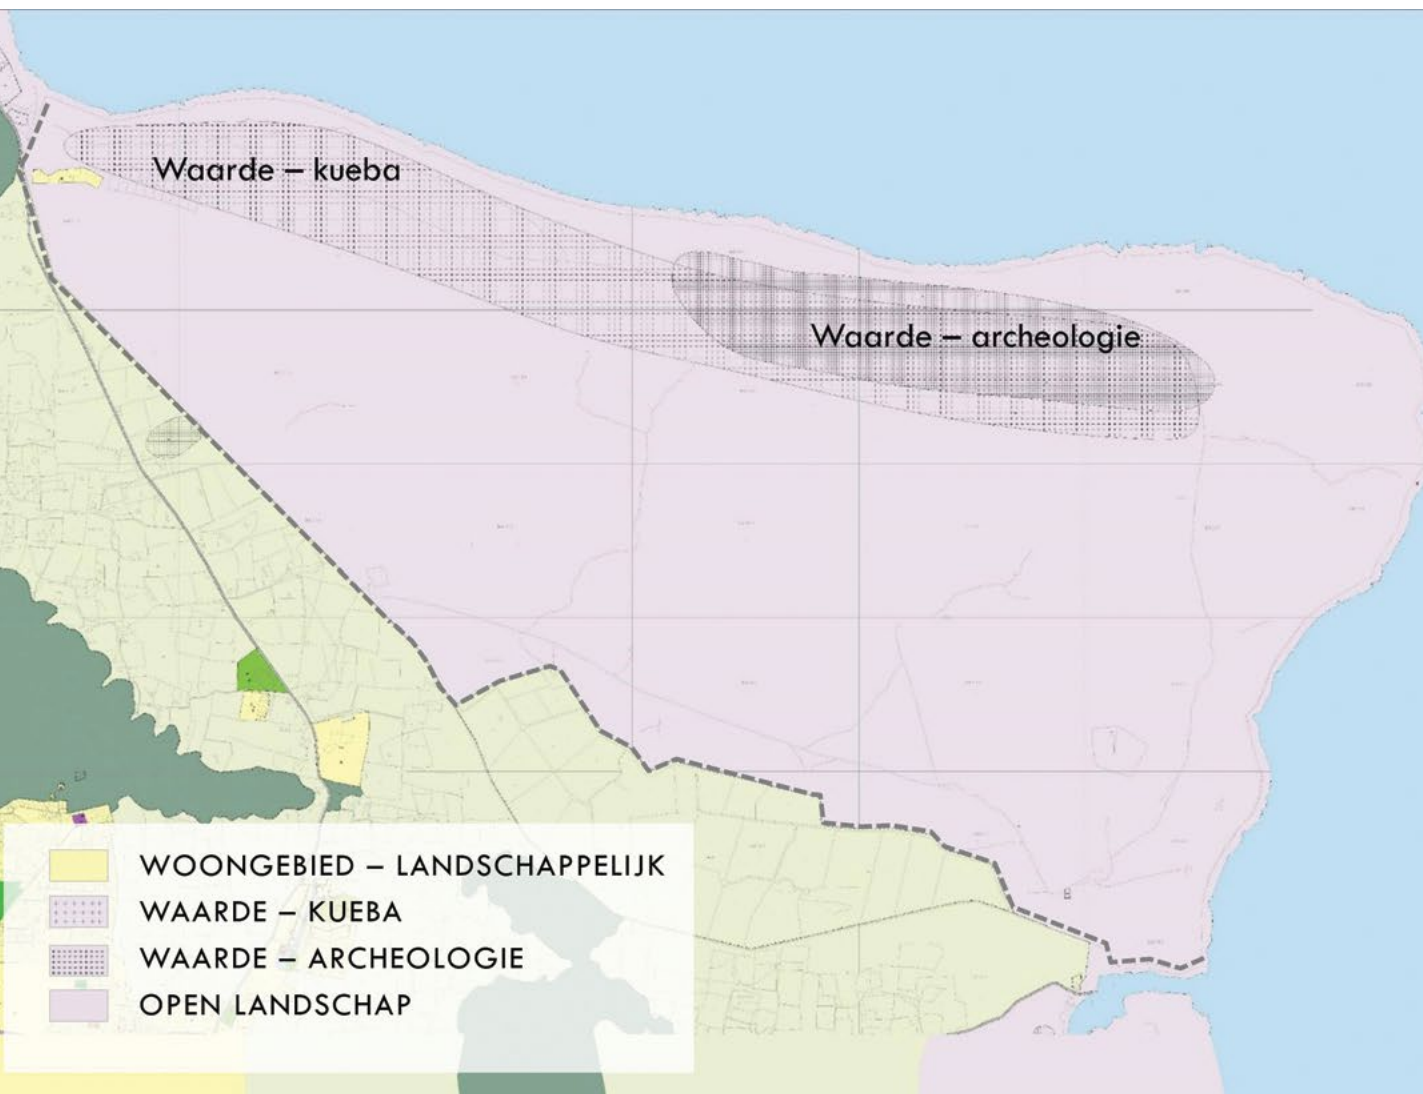 Waarde – kueba
Waarde – archeologie
WOONGEBIED – LANDSCHAPPELIJK
WAARDE – KUEBA
WAARDE – ARCHEOLOGIE
OPEN LANDSCHAP